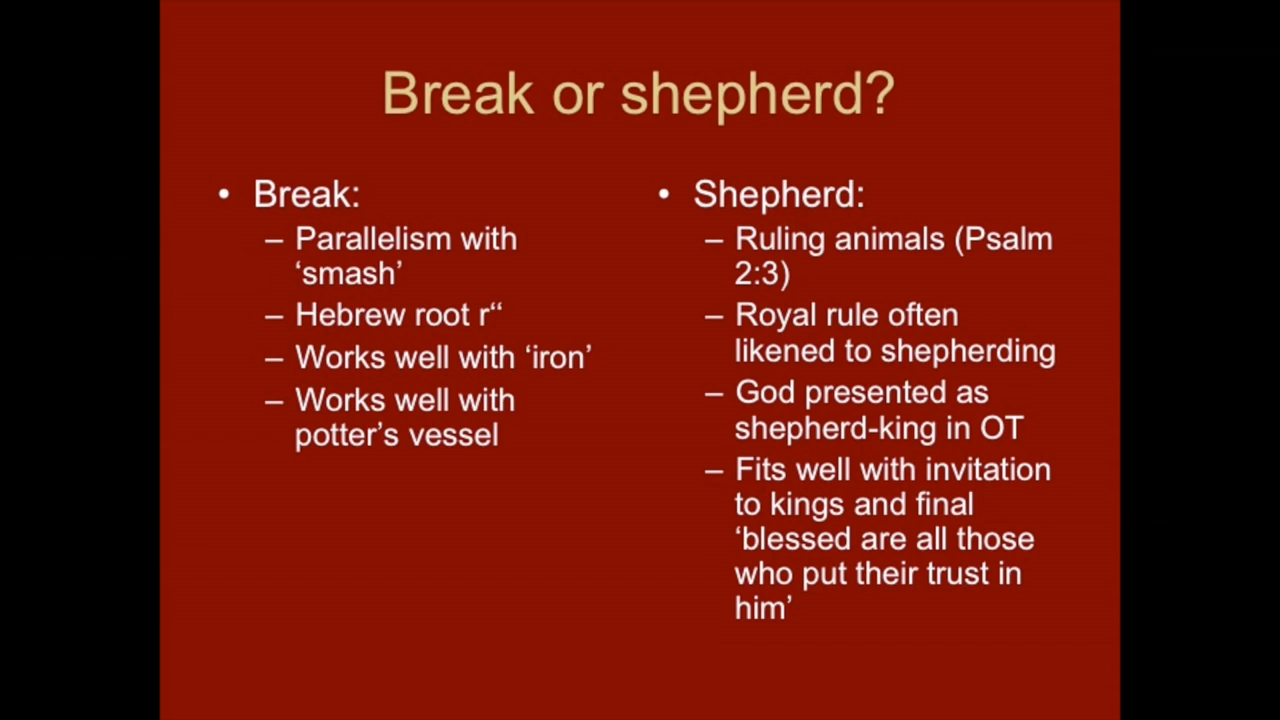 Break or shepherd?
• Break:
– Parallelism with
‘smash’
– Hebrew root r“
– Works well with ‘iron’
– Works well with
potter’s vessel
• Shepherd:
– Ruling animals (Psalm
2:3)
– Royal rule often
likened to shepherding
– God presented as
shepherd-king in OT
– Fits well with invitation
to kings and final
‘blessed are all those
who put their trust in
him’